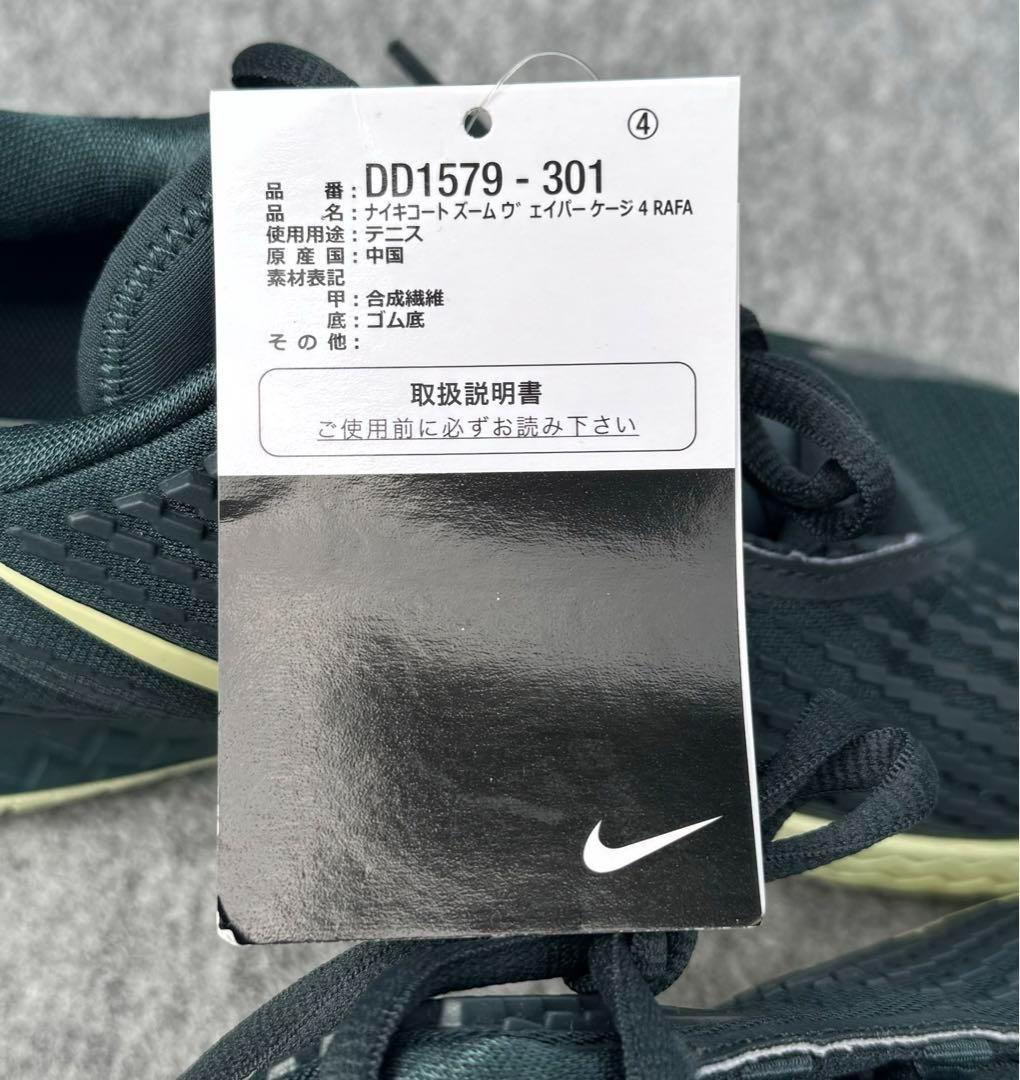 ④
品 番：DD1579 - 301
品 名：ナイキコート ズーム ヴェイパー ケージ 4 RAFA
使用用途：テニス
原産国：中国
素材表記
甲：合成繊維
底：ゴム底
その他：
取扱説明書
ご使用前に必ずお読み下さい